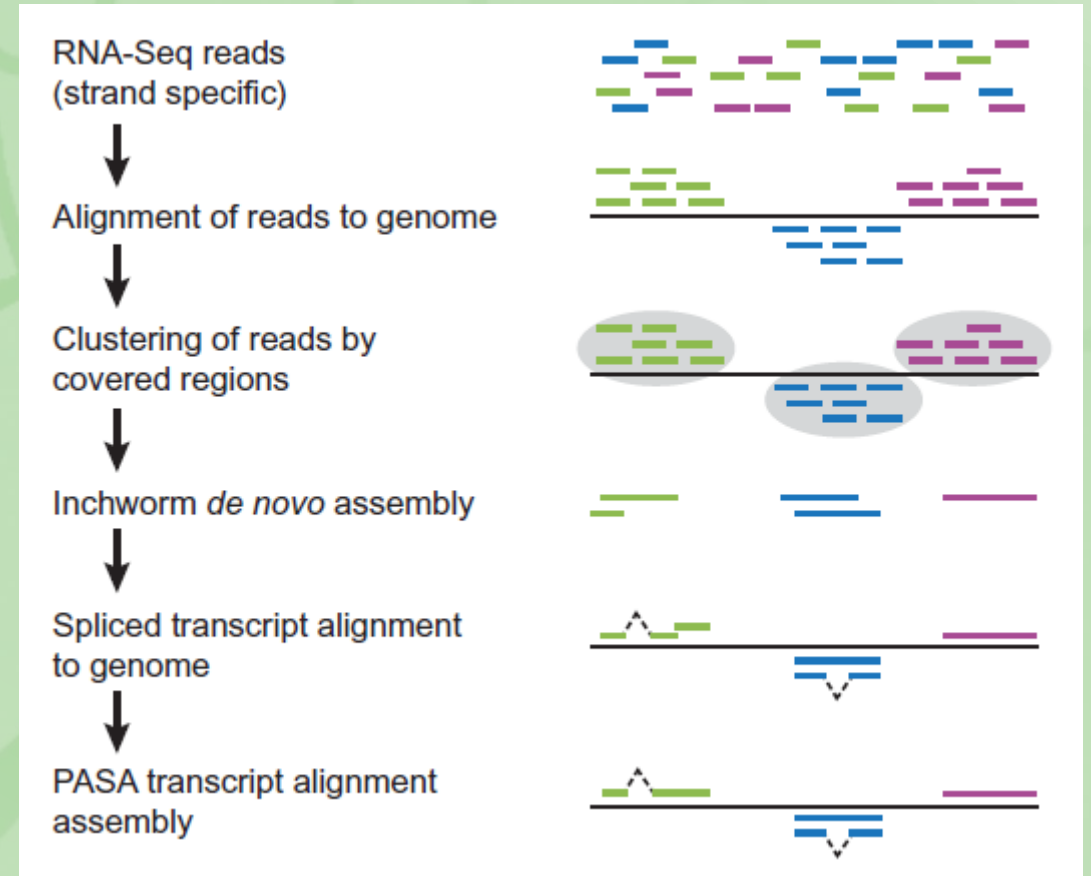 RNA-Seq reads
(strand specific)
Alignment of reads to genome
Clustering of reads by
covered regions
Inchworm de novo assembly
Spliced transcript alignment
to genome
PASA transcript alignment
assembly